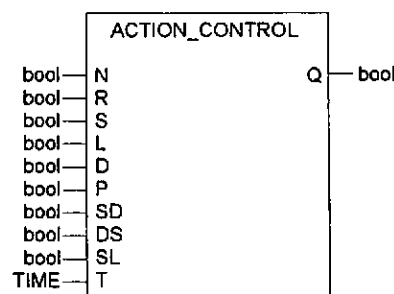 ACTION_CONTROL
bool N Q bool
bool R
bool S
bool L
bool D
bool P
bool SD
bool DS
bool SL
TIME T